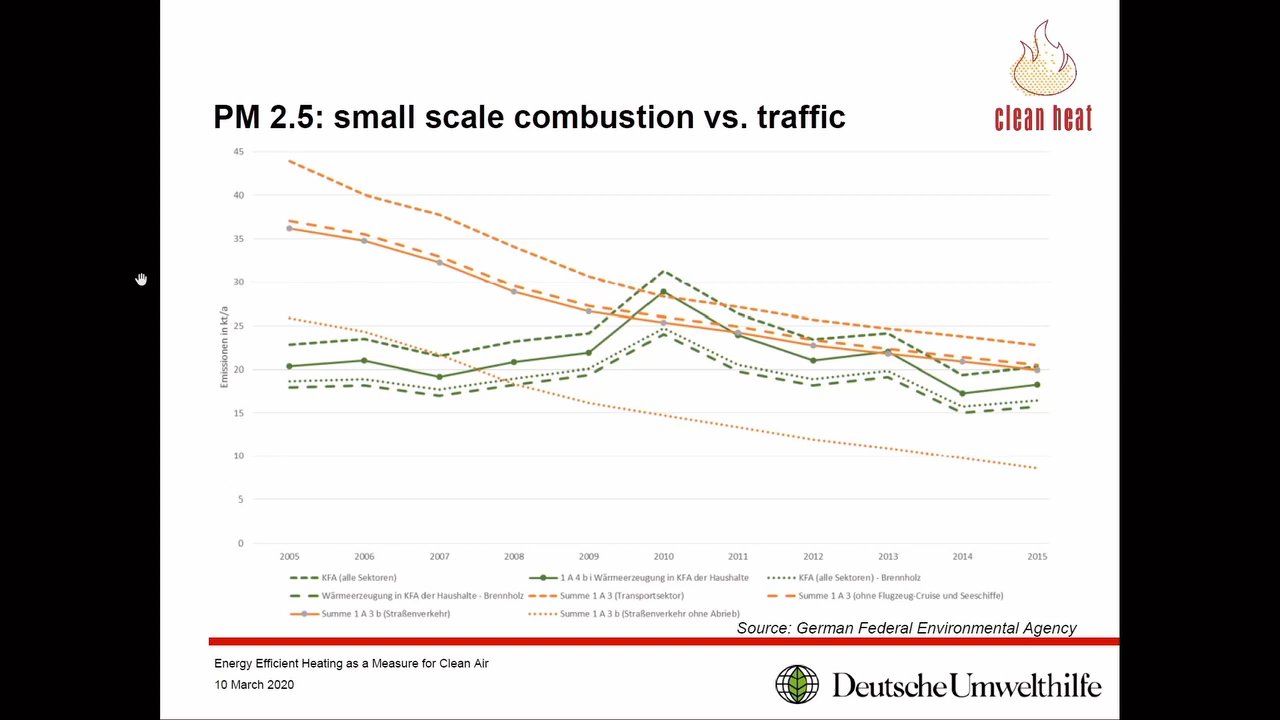 clean heat
PM 2.5: small scale combustion vs. traffic
45
40
35
30
25
20
15
10
5
0
Emissionen in kt/a
2005 2006 2007 2008 2009 2010 2011 2012 2013 2014 2015
KFA (alle Sektoren) 1 A 4 b i Wärmeerzeugung in KFA der Haushalte KFA (alle Sektoren) - Brennholz
Wärmeerzeugung in KFA der Haushalte - Brennholz Summe 1 A 3 (Transportsektor) Summe 1 A 3 (ohne Flugzeug-Cruise und Seeschiffe)
Summe 1 A 3 b (Straßenverkehr) Summe 1 A 3 b (Straßenverkehr ohne Abrieb)
Source: German Federal Environmental Agency
Energy Efficient Heating as a Measure for Clean Air
10 March 2020
Deutsche Umwelthilfe